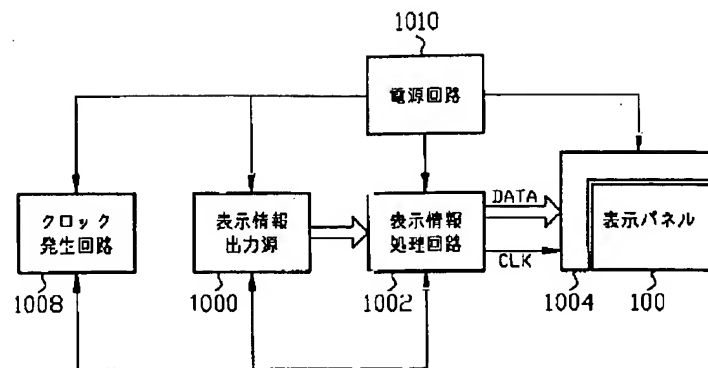 1010
電源回路
クロック
発生回路
表示情報
出力源
表示情報
処理回路
DATA
CLK
表示パネル
1008
1000
1002
1004
100